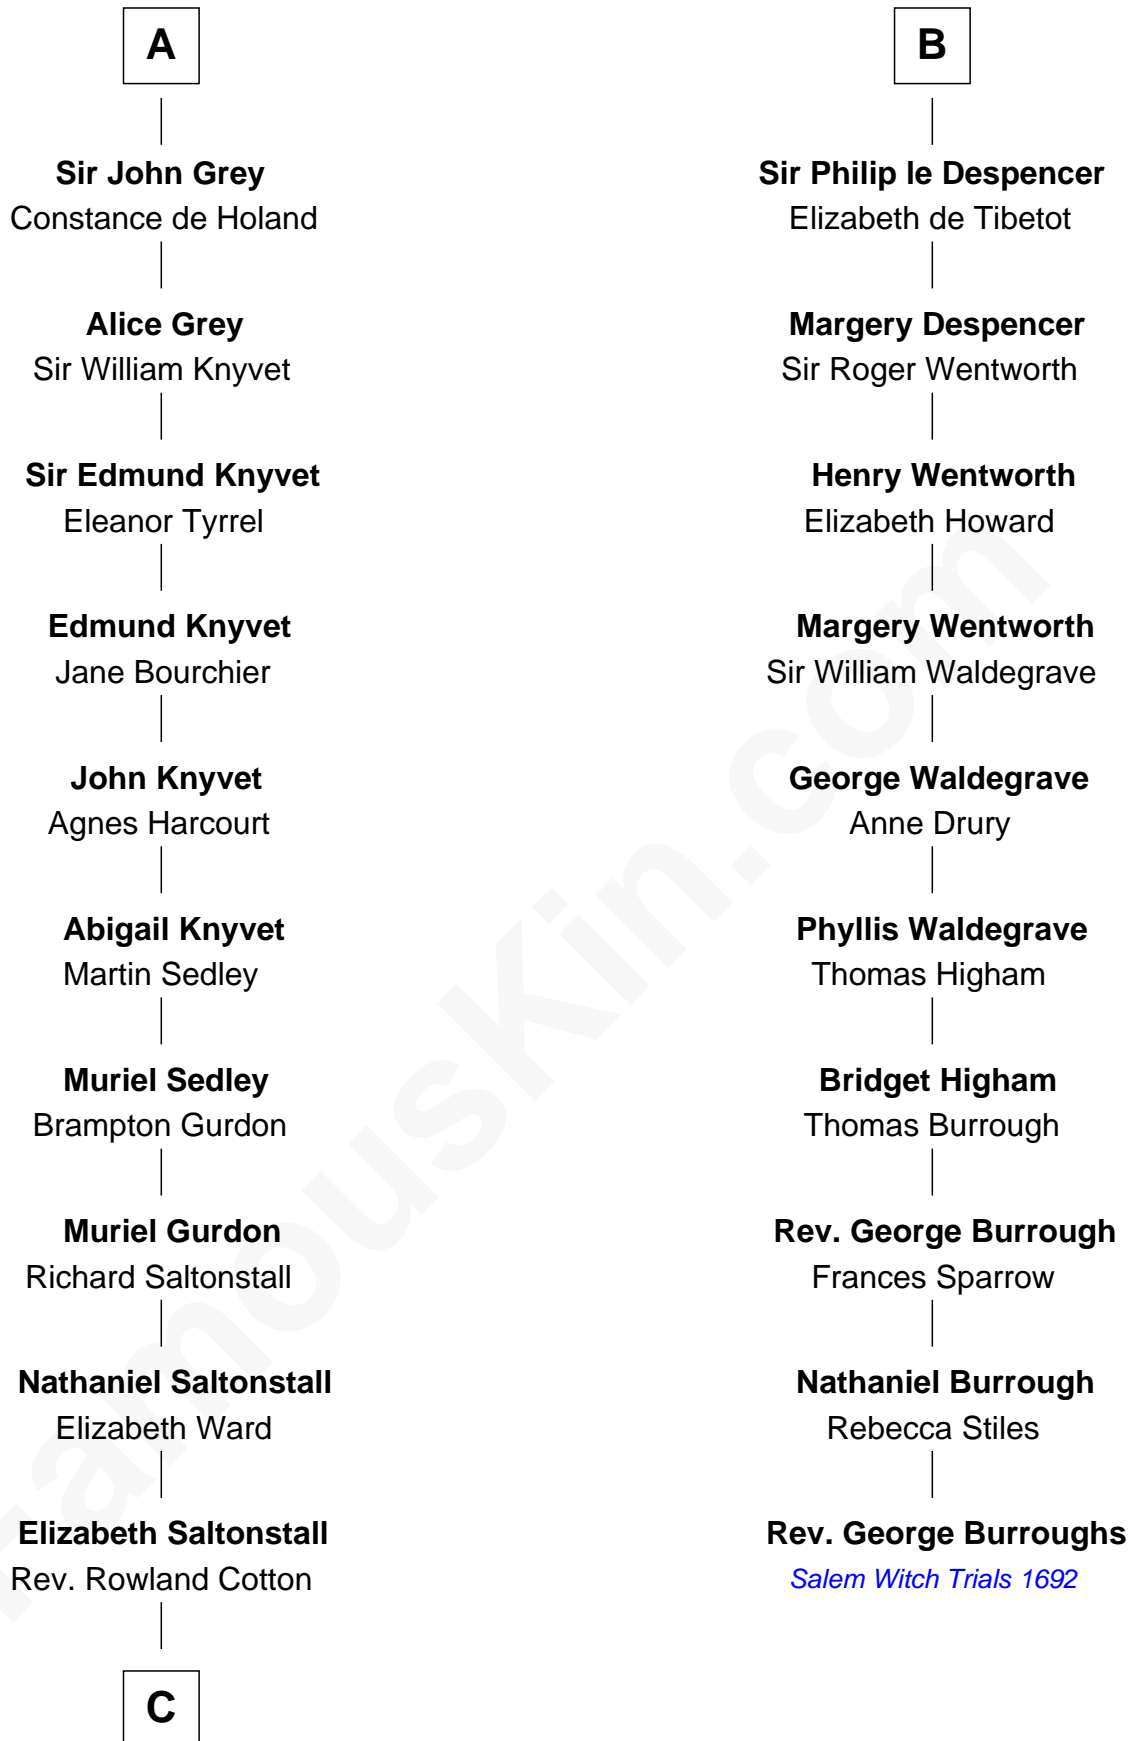 A
Sir John Grey
Constance de Holand
Alice Grey
Sir William Knyvet
Sir Edmund Knyvet
Eleanor Tyrrel
Edmund Knyvet
Jane Bourchier
John Knyvet
Agnes Harcourt
Abigail Knyvet
Martin Sedley
Muriel Sedley
Brampton Gurdon
Muriel Gurdon
Richard Saltonstall
Nathaniel Saltonstall
Elizabeth Ward
Elizabeth Saltonstall
Rev. Rowland Cotton
C
B
Sir Philip le Despencer
Elizabeth de Tibetot
Margery Despencer
Sir Roger Wentworth
Henry Wentworth
Elizabeth Howard
Margery Wentworth
Sir William Waldegrave
George Waldegrave
Anne Drury
Phyllis Waldegrave
Thomas Higham
Bridget Higham
Thomas Burrough
Rev. George Burrough
Frances Sparrow
Nathaniel Burrough
Rebecca Stiles
Rev. George Burroughs
Salem Witch Trials 1692
FamousKin.com